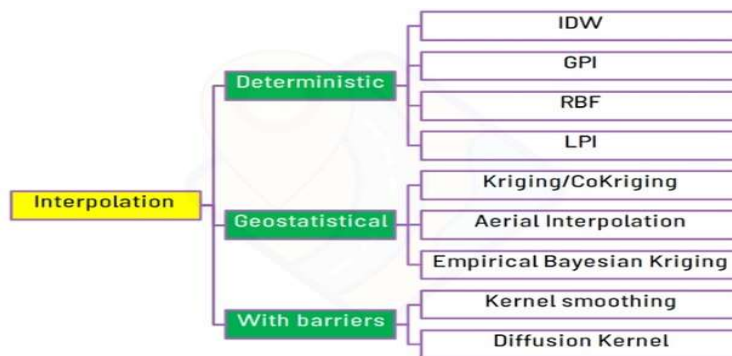 Interpolation
Deterministic
IDW
GPI
RBF
LPI
Geostatistical
Kriging/CoKriging
Aerial Interpolation
Empirical Bayesian Kriging
With barriers
Kernel smoothing
Diffusion Kernel